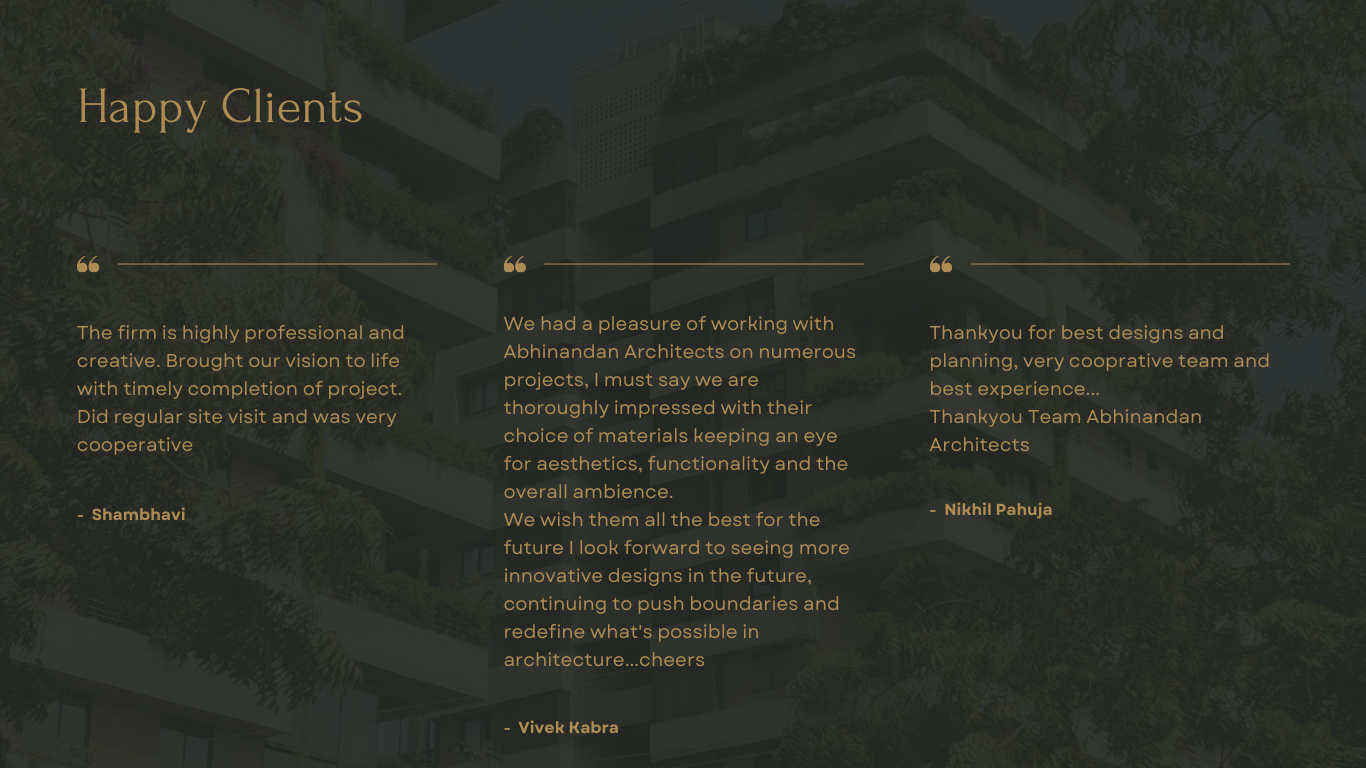 Happy Clients
The firm is highly professional and
creative. Brought our vision to life
with timely completion of project.
Did regular site visit and was very
cooperative
- Shambhavi
We had a pleasure of working with
Abhinandan Architects on numerous
projects, I must say we are
thoroughly impressed with their
choice of materials keeping an eye
for aesthetics, functionality and the
overall ambience.
We wish them all the best for the
future I look forward to seeing more
innovative designs in the future,
continuing to push boundaries and
redefine what's possible in
architecture...cheers
- Vivek Kabra
Thankyou for best designs and
planning, very cooprative team and
best experience...
Thankyou Team Abhinandan
Architects
- Nikhil Pahuja